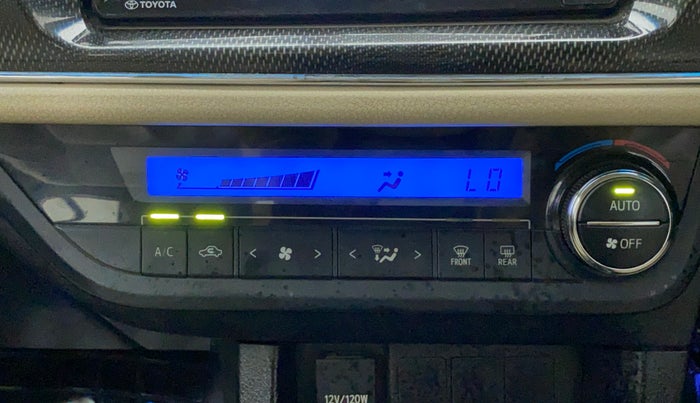 TOYOTA
LO
AUTO
OFF
A/C
< >
< >
FRONT
REAR
12V/120W